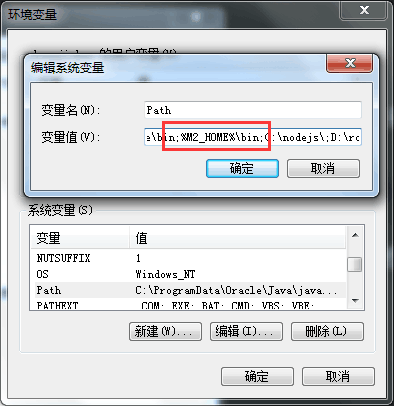 环境变量
的用户变量(U)
编辑系统变量
变量名(N):
Path
变量值(V):
e\bin;%M2_HOME%\bin;C:\nodejs\;D:\ro
确定
取消
系统变量(S)
变量
值
NUTSUFFIX
1
OS
Windows_NT
Path
C:\ProgramData\Oracle\Java\java...
PATHEXT
.COM;.EXE;.BAT;.CMD;.VBS;.VBE;
新建(W)...
编辑(I)...
删除(L)
确定
取消